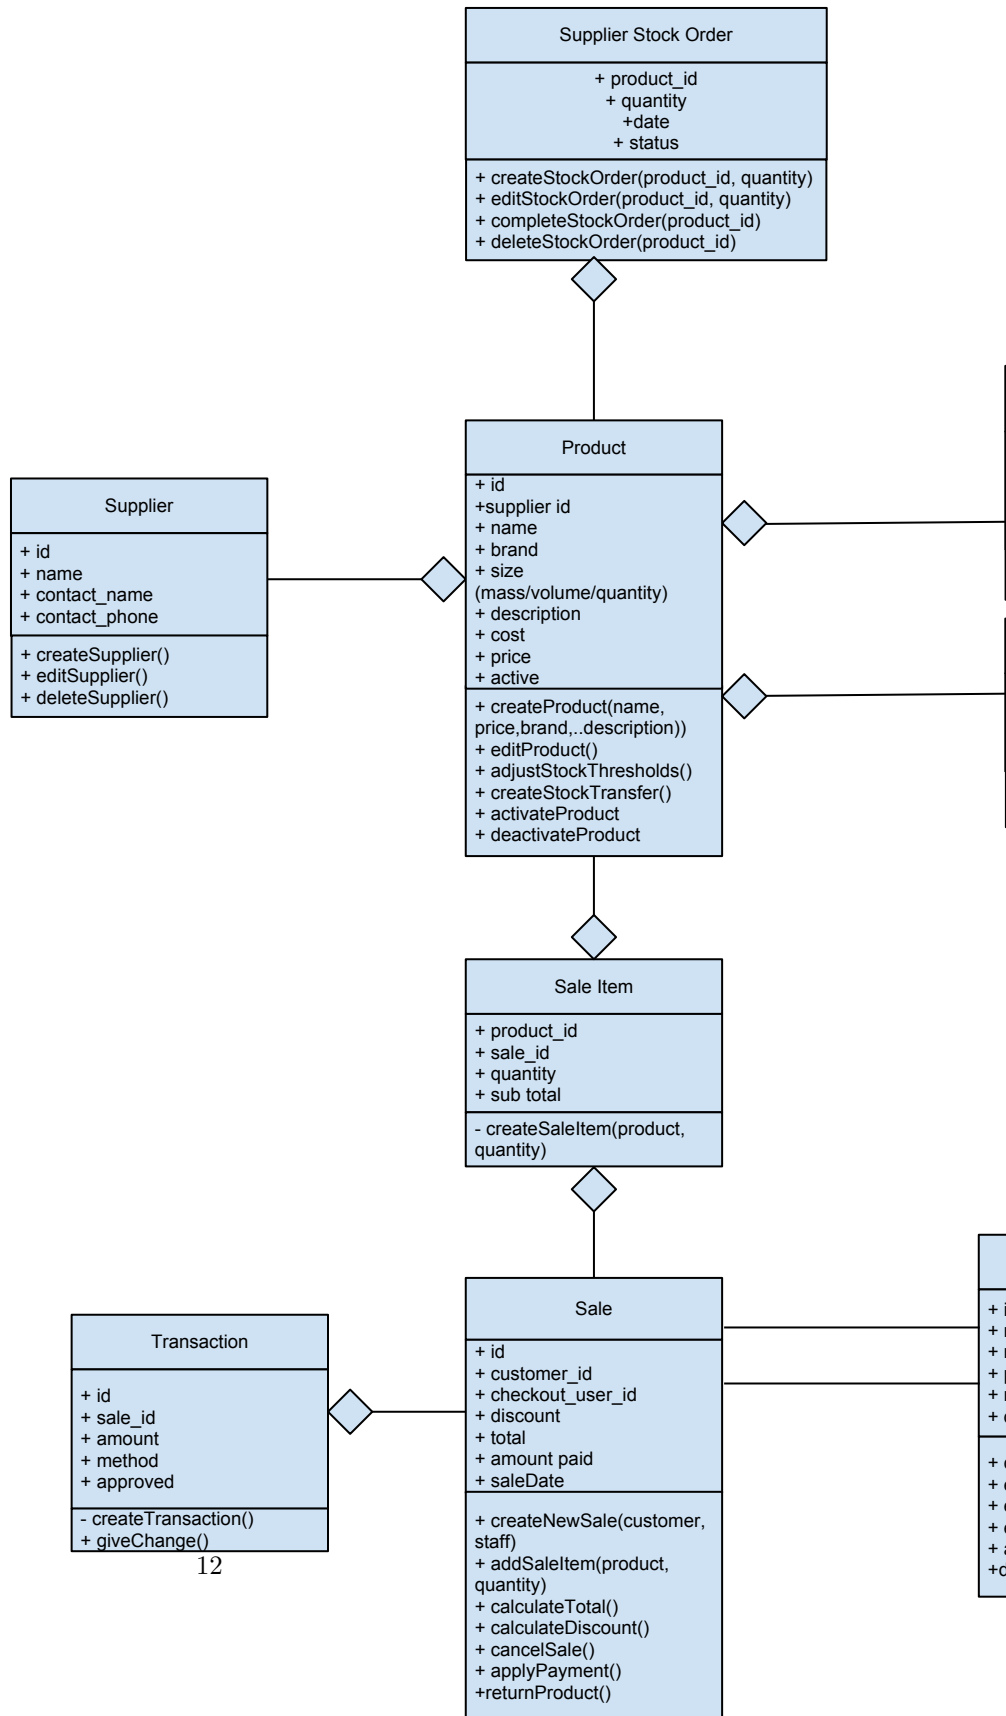 Supplier Stock Order
+ product_id
+ quantity
+date
+ status
+ createStockOrder(product_id, quantity)
+ editStockOrder(product_id, quantity)
+ completeStockOrder(product_id)
+ deleteStockOrder(product_id)
Product
+ id
+supplier id
+ name
+ brand
+ size
(mass/volume/quantity)
+ description
+ cost
+ price
+ active
+ createProduct(name,
price,brand,..description))
+ editProduct()
+ adjustStockThresholds()
+ createStockTransfer()
+ activateProduct
+ deactivateProduct
Supplier
+ id
+ name
+ contact_name
+ contact_phone
+ createSupplier()
+ editSupplier()
+ deleteSupplier()
Sale Item
+ product_id
+ sale_id
+ quantity
+ sub total
- createSaleItem(product,
quantity)
Transaction
+ id
+ sale_id
+ amount
+ method
+ approved
- createTransaction()
+ giveChange()
12
Sale
+ id
+ customer_id
+ checkout_user_id
+ discount
+ total
+ amount paid
+ saleDate
+ createNewSale(customer,
staff)
+ addSaleItem(product,
quantity)
+ calculateTotal()
+ calculateDiscount()
+ cancelSale()
+ applyPayment()
+returnProduct()